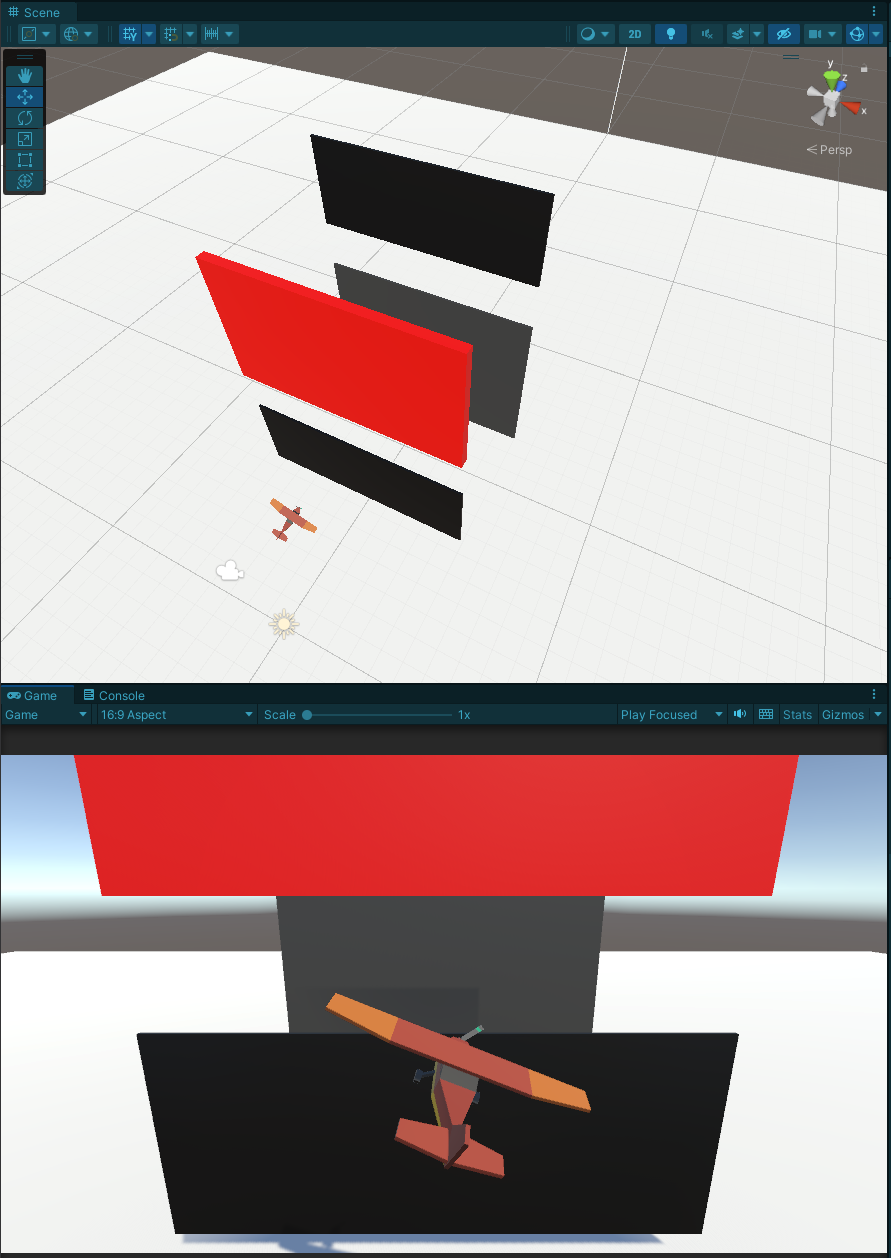 Scene
2D
y
z
x
Persp
Game
Console
Game
16:9 Aspect
Scale
1x
Play Focused
Stats
Gizmos